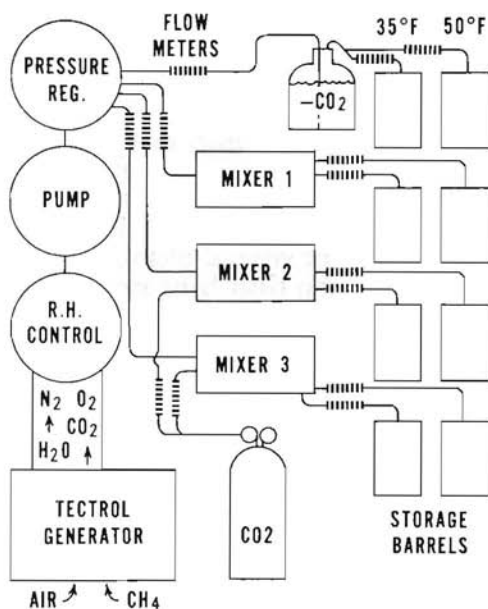 FLOW
METERS
35°F 50°F
PRESSURE
REG.
–CO₂
PUMP
MIXER 1
MIXER 2
R.H.
CONTROL
MIXER 3
N₂ O₂
CO₂
H₂O
TECTROL
GENERATOR
CO2
STORAGE
BARRELS
AIR CH₄